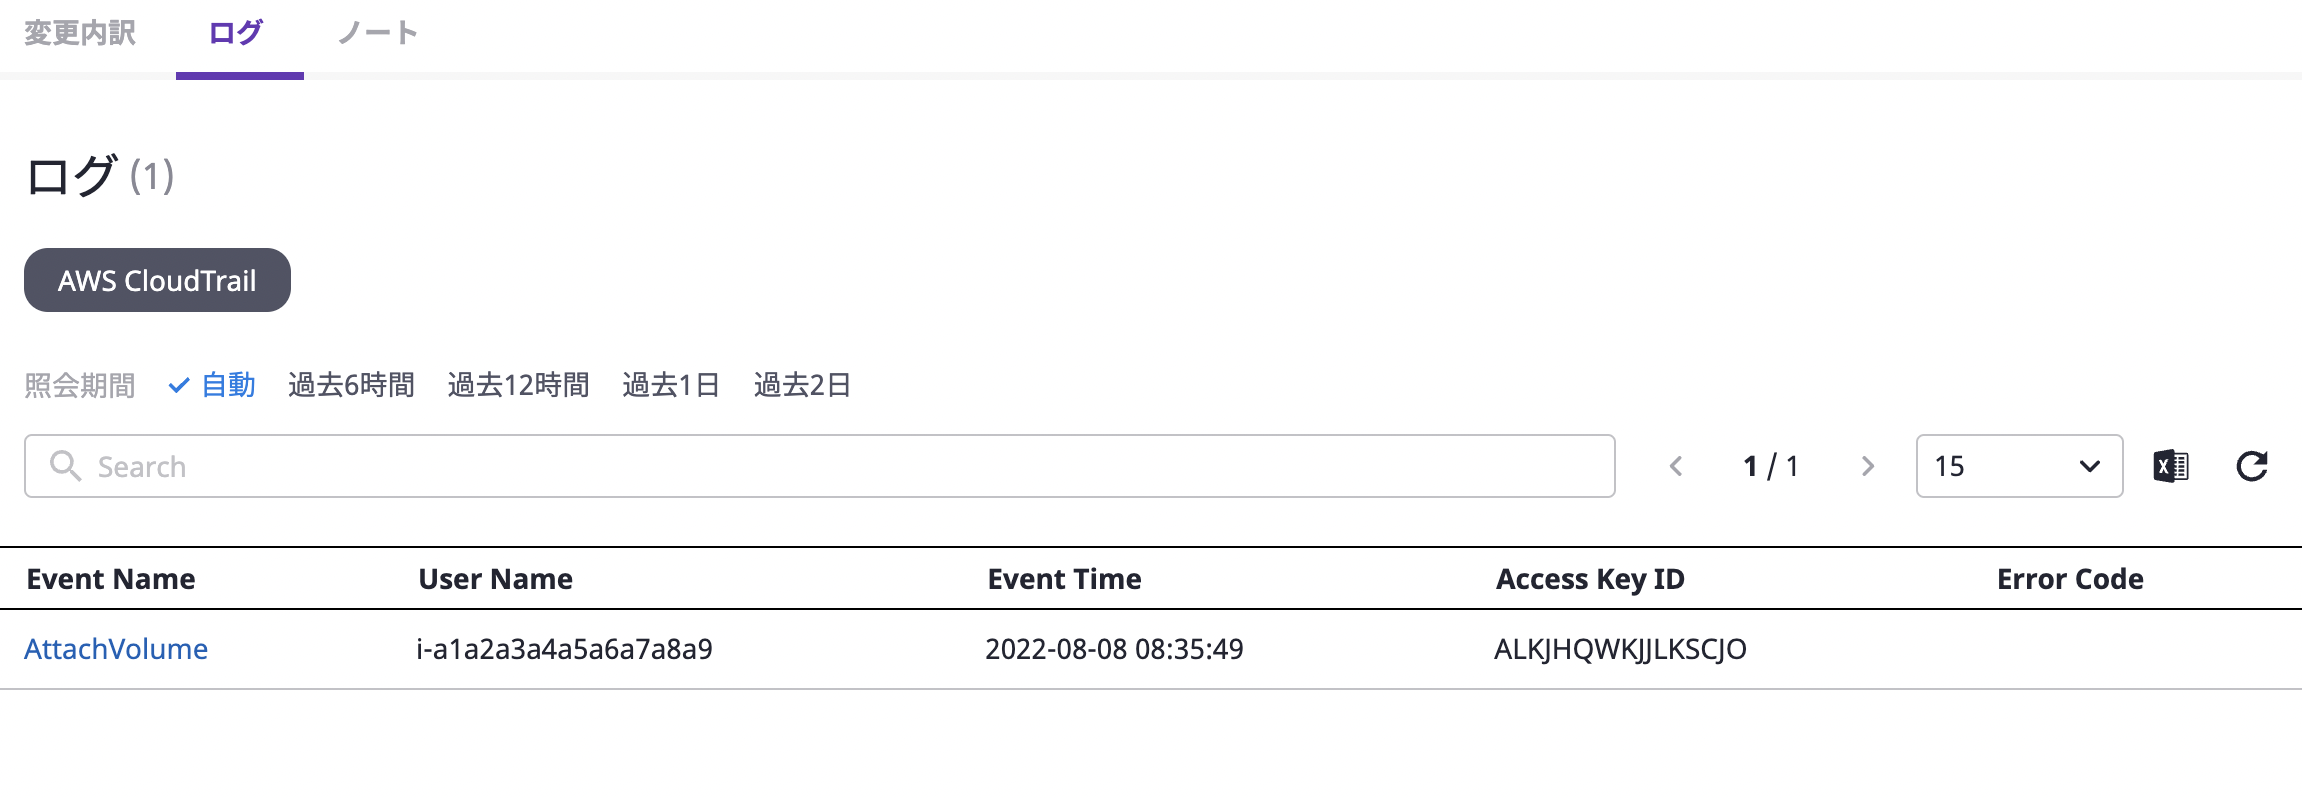 変更内訳 ログ ノート
ログ (1)
AWS CloudTrail
照会期間 自動 過去6時間 過去12時間 過去1日 過去2日
Search 1 / 1 15
Event Name User Name Event Time Access Key ID Error Code
AttachVolume i-a1a2a3a4a5a6a7a8a9 2022-08-08 08:35:49 ALKJHQWKJJLKSCJO